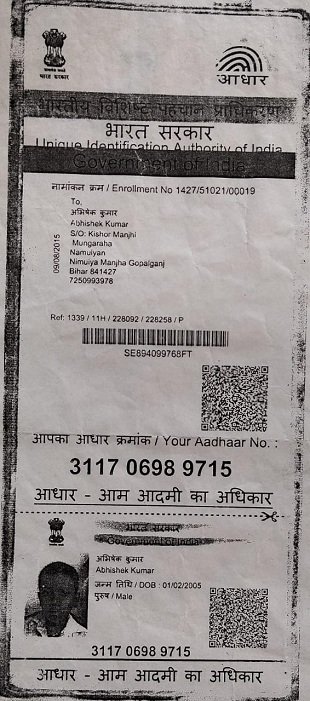 भारत सरकार
आधार
भारतीय विशिष्ट पहचान प्राधिकरण
भारत सरकार
Unique Identification Authority of India
Government of India
नामांकन क्रम / Enrollment No 1427/51021/00019
To,
अभिषेक कुमार
Abhishek Kumar
S/O: Kishor Manjhi
Mungaraha
Namuiyan
Nimuiya Manjha Gopalganj
Bihar 841427
7250993978
09/08/2015
Ref: 1339 / 11H / 228092 / 228258 / P
SE894099768FT
आपका आधार क्रमांक / Your Aadhaar No. :
3117 0698 9715
आधार - आम आदमी का अधिकार
भारत सरकार
Government of India
अभिषेक कुमार
Abhishek Kumar
जन्म तिथि / DOB : 01/02/2005
पुरुष / Male
3117 0698 9715
आधार - आम आदमी का अधिकार